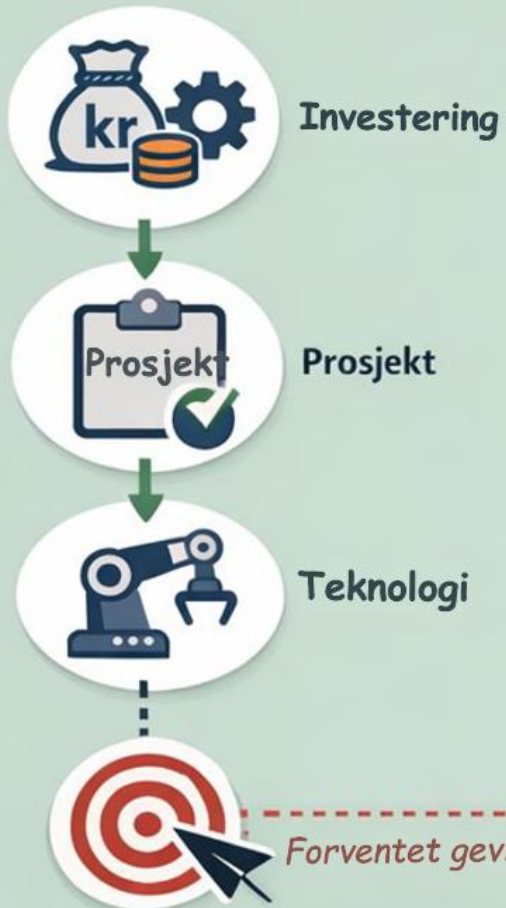 kr
Investering
Prosjekt
Prosjekt
Teknologi
Forventet